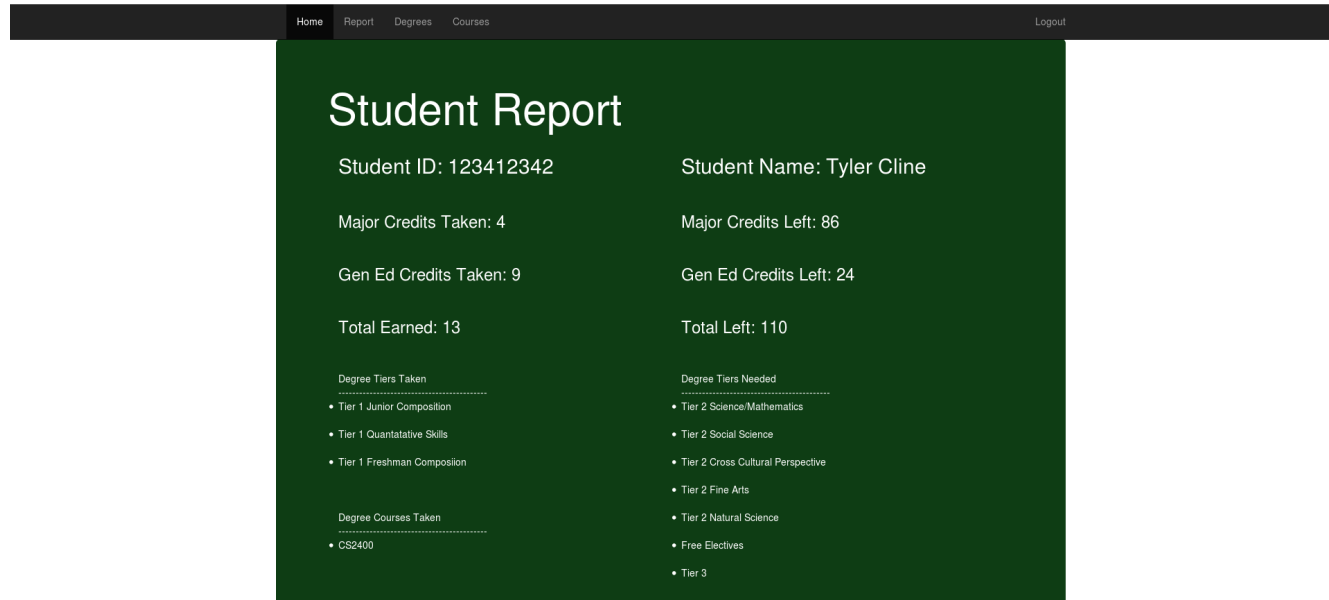 Home Report Degrees Courses Logout
Student Report
Student ID: 123412342 Student Name: Tyler Cline
Major Credits Taken: 4 Major Credits Left: 86
Gen Ed Credits Taken: 9 Gen Ed Credits Left: 24
Total Earned: 13 Total Left: 110
Degree Tiers Taken
-------------------------------------------
• Tier 1 Junior Composition
• Tier 1 Quantatative Skills
• Tier 1 Freshman Composiion
Degree Courses Taken
-------------------------------------------
• CS2400
Degree Tiers Needed
-------------------------------------------
• Tier 2 Science/Mathematics
• Tier 2 Social Science
• Tier 2 Cross Cultural Perspective
• Tier 2 Fine Arts
• Tier 2 Natural Science
• Free Electives
• Tier 3